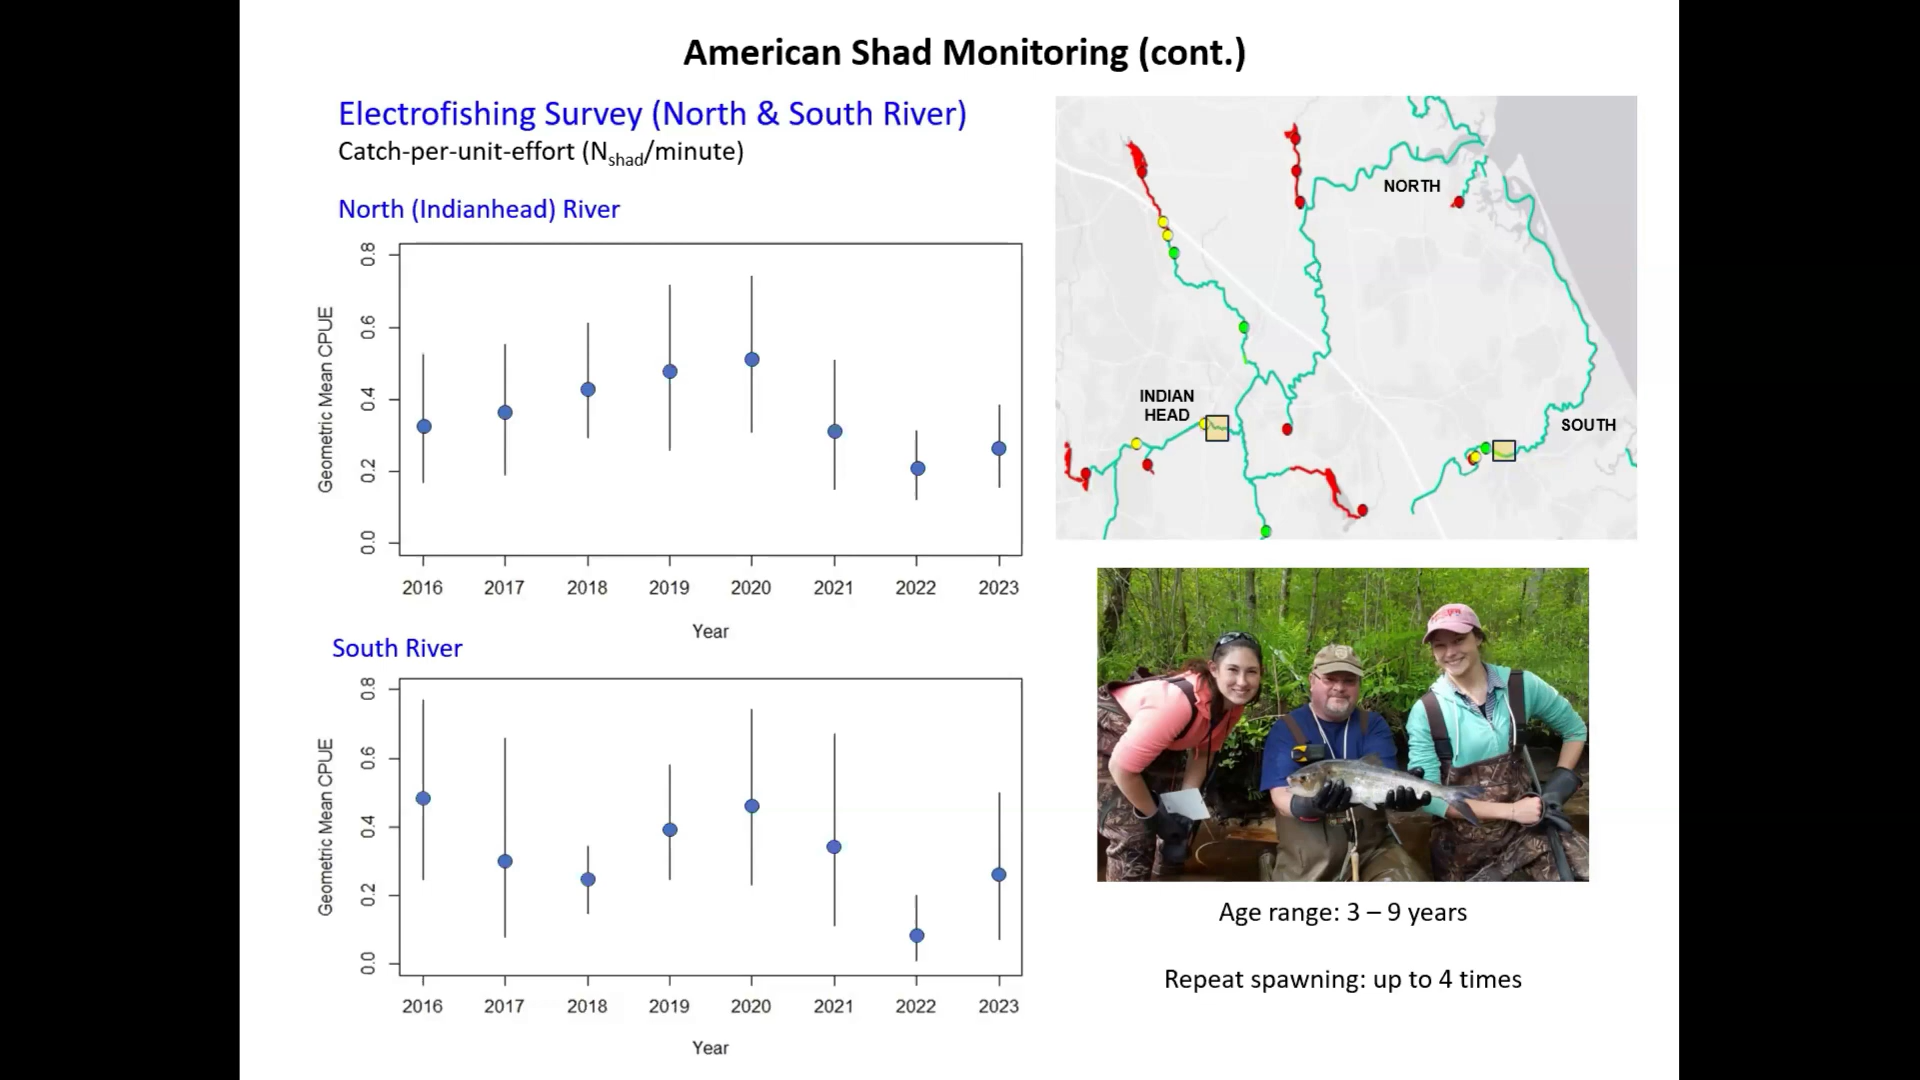 American Shad Monitoring (cont.)
Electrofishing Survey (North & South River)
Catch-per-unit-effort (Nshad/minute)
North (Indianhead) River
Geometric Mean CPUE
0.8
0.6
0.4
0.2
0.0
2016 2017 2018 2019 2020 2021 2022 2023
Year
South River
Geometric Mean CPUE
0.8
0.6
0.4
0.2
0.0
2016 2017 2018 2019 2020 2021 2022 2023
Year
NORTH
INDIAN
HEAD
SOUTH
Age range: 3 – 9 years
Repeat spawning: up to 4 times